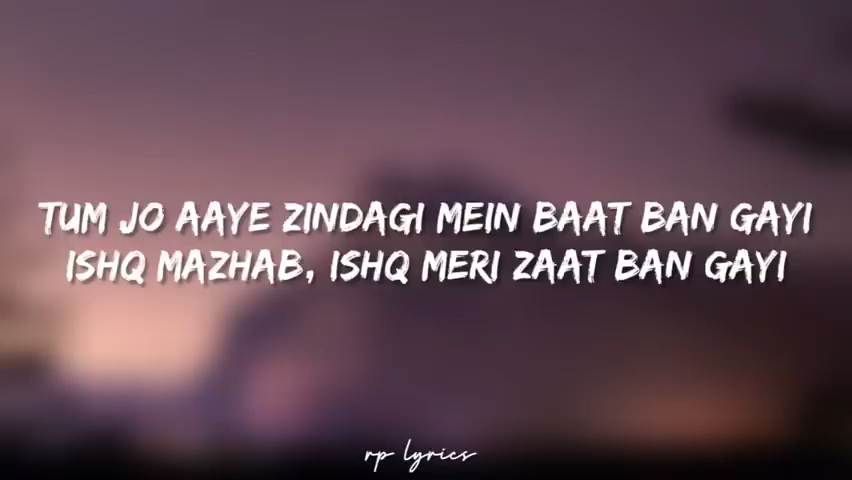 TUM JO AAYE ZINDAGI MEIN BAAT BAN GAYI
ISHQ MAZHAB, ISHQ MERI ZAAT BAN GAYI
rp lyrics